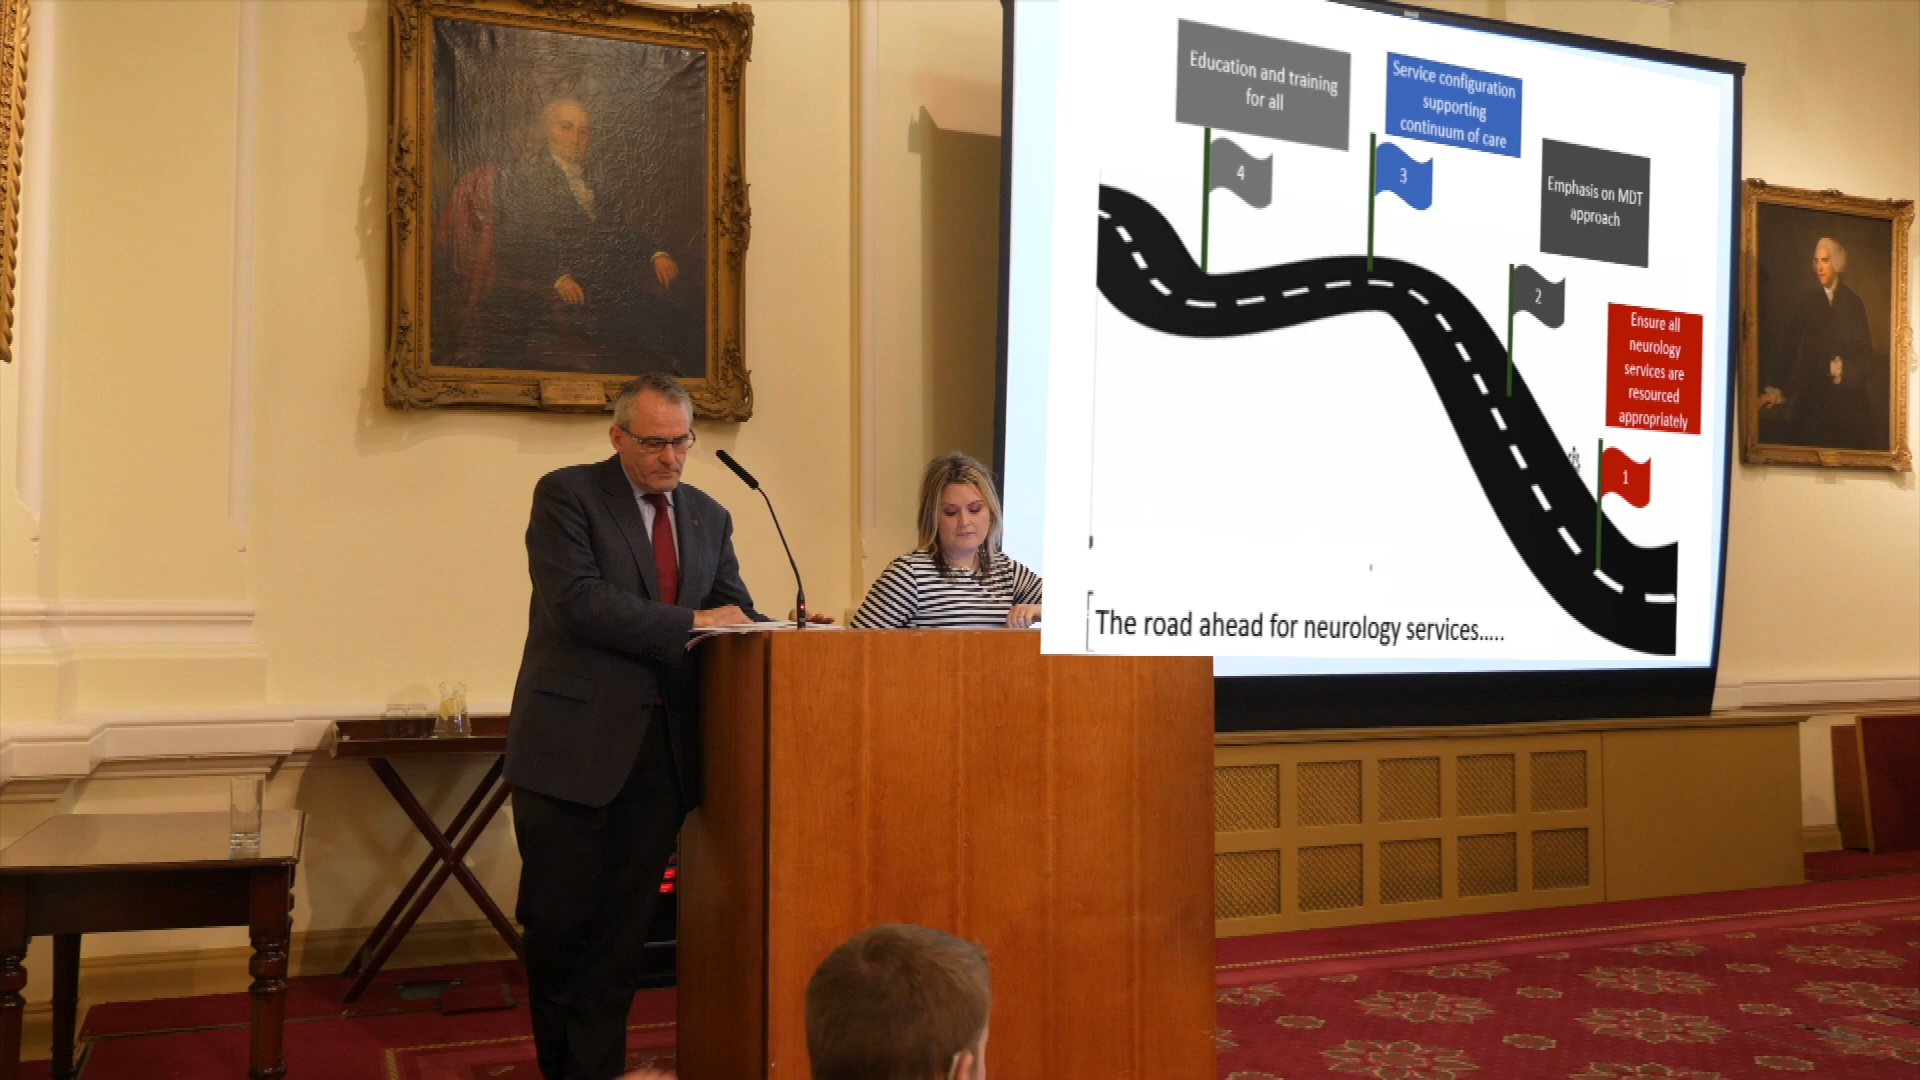 Education and training
for all
4
Service configuration
supporting
continuum of care
3
Emphasis on MDT
approach
2
Ensure all
neurology
services are
resourced
appropriately
1
The road ahead for neurology services.....